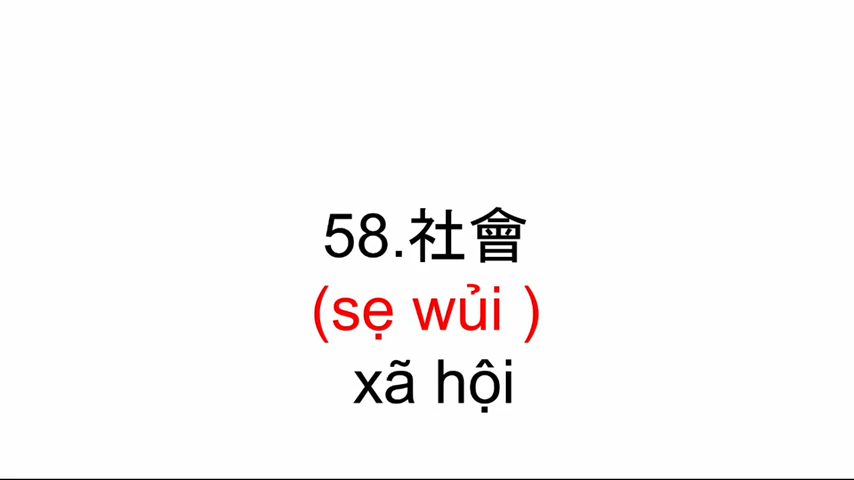 58.社會
(sẹ wủi )
xã hội